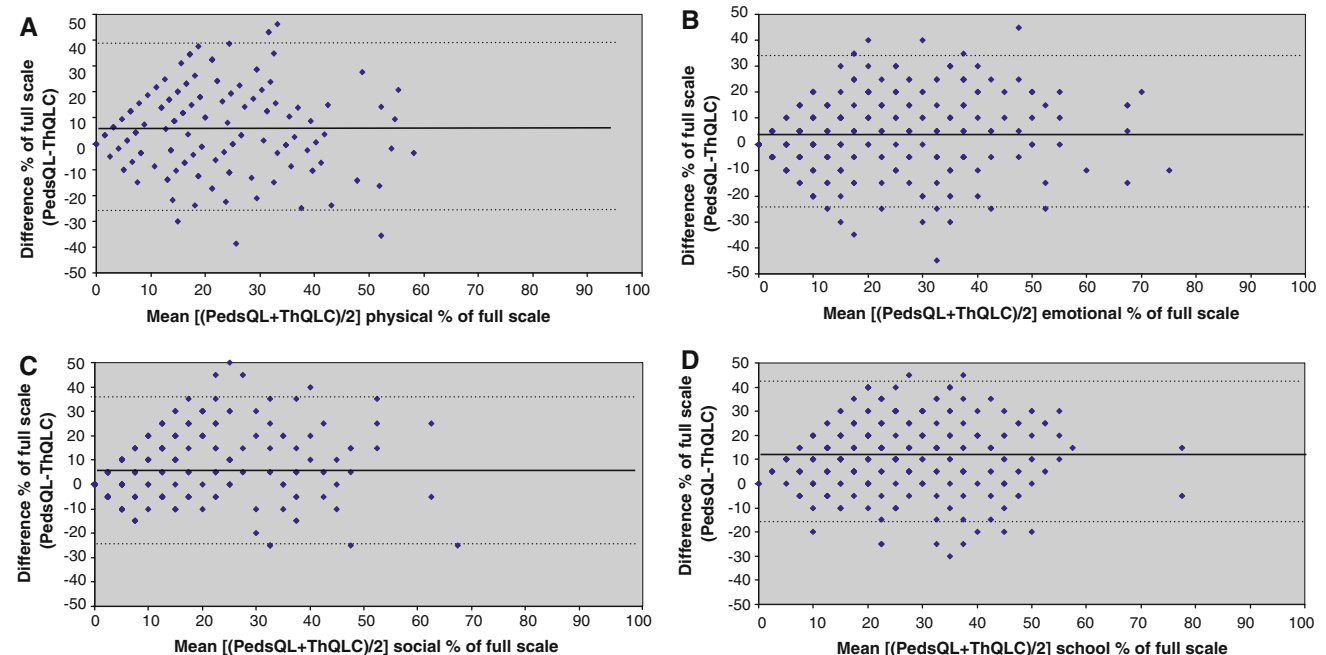 A
Difference % of full scale
(PedsQL-ThQLC)
50
40
30
20
10
0
-10
-20
-30
-40
-50
0 10 20 30 40 50 60 70 80 90 100
Mean [(PedsQL+ThQLC)/2] physical % of full scale
B
Difference % of full scale
(PedsQL-ThQLC)
50
40
30
20
10
0
-10
-20
-30
-40
-50
0 10 20 30 40 50 60 70 80 90 100
Mean [(PedsQL+ThQLC)/2] emotional % of full scale
C
Difference % of full scale
(PedsQL-ThQLC)
50
40
30
20
10
0
-10
-20
-30
-40
-50
0 10 20 30 40 50 60 70 80 90 100
Mean [(PedsQL+ThQLC)/2] social % of full scale
D
Difference % of full scale
(PedsQL-ThQLC)
50
40
30
20
10
0
-10
-20
-30
-40
-50
0 10 20 30 40 50 60 70 80 90 100
Mean [(PedsQL+ThQLC)/2] school % of full scale